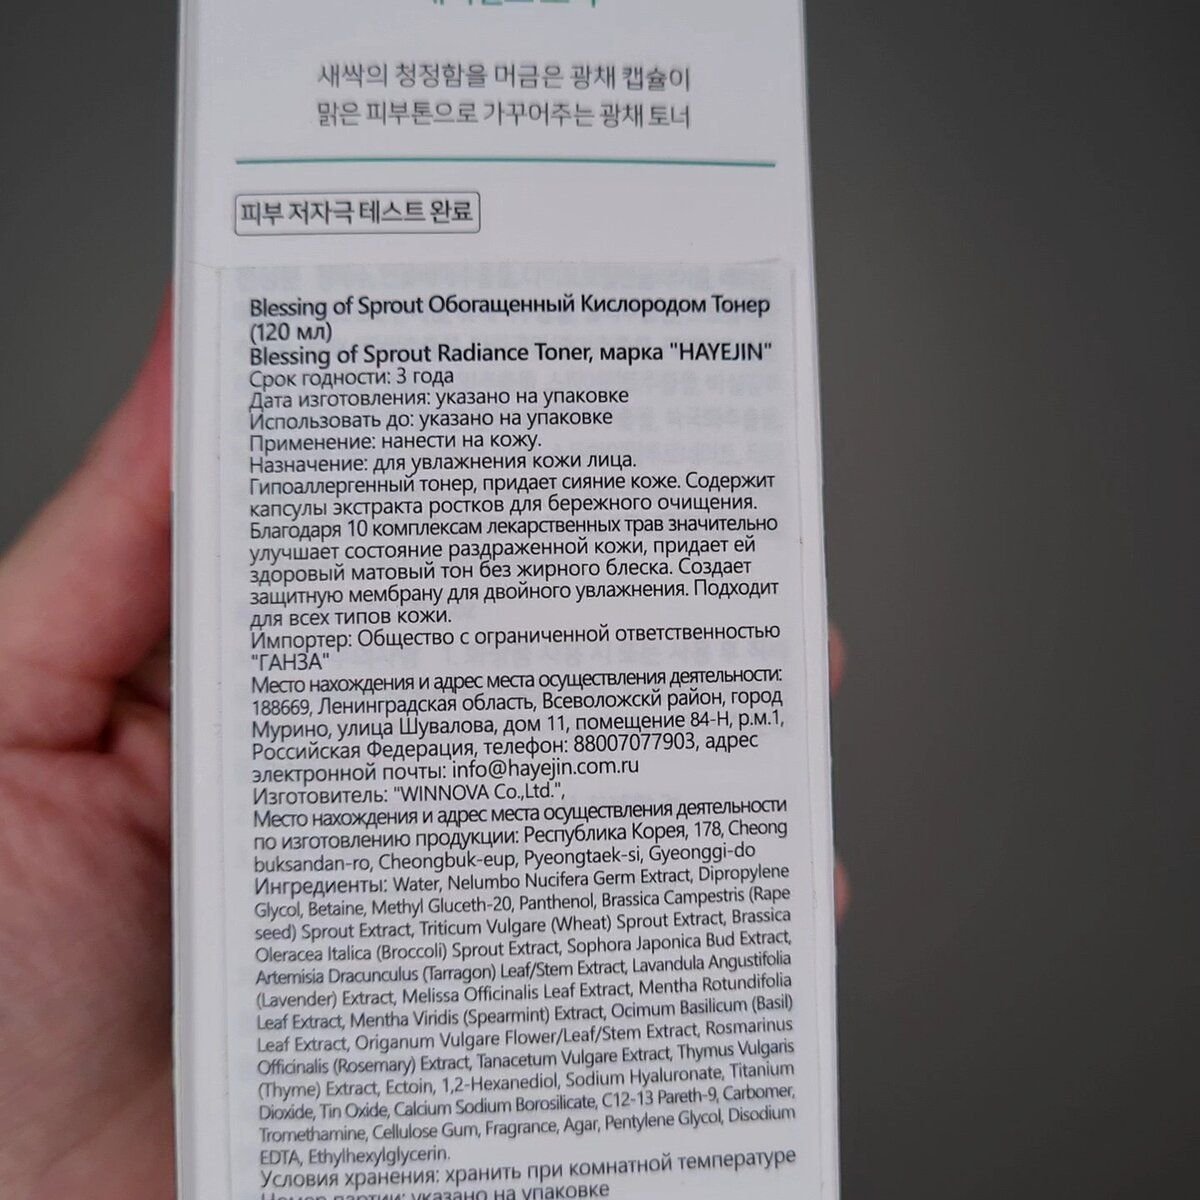 새싹의 청정함을 머금은 광채 캡슐이
맑은 피부톤으로 가꾸어주는 광채 토너
피부 저자극 테스트 완료
Blessing of Sprout Обогащенный Кислородом Тонер
(120 мл)
Blessing of Sprout Radiance Toner, марка "HAYEJIN"
Срок годности: 3 года
Дата изготовления: указано на упаковке
Использовать до: указано на упаковке
Применение: нанести на кожу.
Назначение: для увлажнения кожи лица.
Гипоаллергенный тонер, придает сияние коже. Содержит
капсулы экстракта ростков для бережного очищения.
Благодаря 10 комплексам лекарственных трав значительно
улучшает состояние раздраженной кожи, придает ей
здоровый матовый тон без жирного блеска. Создает
защитную мембрану для двойного увлажнения. Подходит
для всех типов кожи.
Импортер: Общество с ограниченной ответственностью
"ГАНЗА"
Место нахождения и адрес места осуществления деятельности:
188669, Ленинградская область, Всеволожскй район, город
Мурино, улица Шувалова, дом 11, помещение 84-Н, р.м.1,
Российская Федерация, телефон: 88007077903, адрес
электронной почты: info@hayejin.com.ru
Изготовитель: "WINNOVA Co.,Ltd.",
Место нахождения и адрес места осуществления деятельности
по изготовлению продукции: Республика Корея, 178, Cheong
buksandan-ro, Cheongbuk-eup, Pyeongtaek-si, Gyeonggi-do
Ингредиенты: Water, Nelumbo Nucifera Germ Extract, Dipropylene
Glycol, Betaine, Methyl Gluceth-20, Panthenol, Brassica Campestris (Rape
seed) Sprout Extract, Triticum Vulgare (Wheat) Sprout Extract, Brassica
Oleracea Italica (Broccoli) Sprout Extract, Sophora Japonica Bud Extract,
Artemisia Dracunculus (Tarragon) Leaf/Stem Extract, Lavandula Angustifolia
(Lavender) Extract, Melissa Officinalis Leaf Extract, Mentha Rotundifolia
Leaf Extract, Mentha Viridis (Spearmint) Extract, Ocimum Basilicum (Basil)
Leaf Extract, Origanum Vulgare Flower/Leaf/Stem Extract, Rosmarinus
Officinalis (Rosemary) Extract, Tanacetum Vulgare Extract, Thymus Vulgaris
(Thyme) Extract, Ectoin, 1,2-Hexanediol, Sodium Hyaluronate, Titanium
Dioxide, Tin Oxide, Calcium Sodium Borosilicate, C12-13 Pareth-9, Carbomer,
Tromethamine, Cellulose Gum, Fragrance, Agar, Pentylene Glycol, Disodium
EDTA, Ethylhexylglycerin.
Условия хранения: хранить при комнатной температуре
Номер партии: указано на упаковке